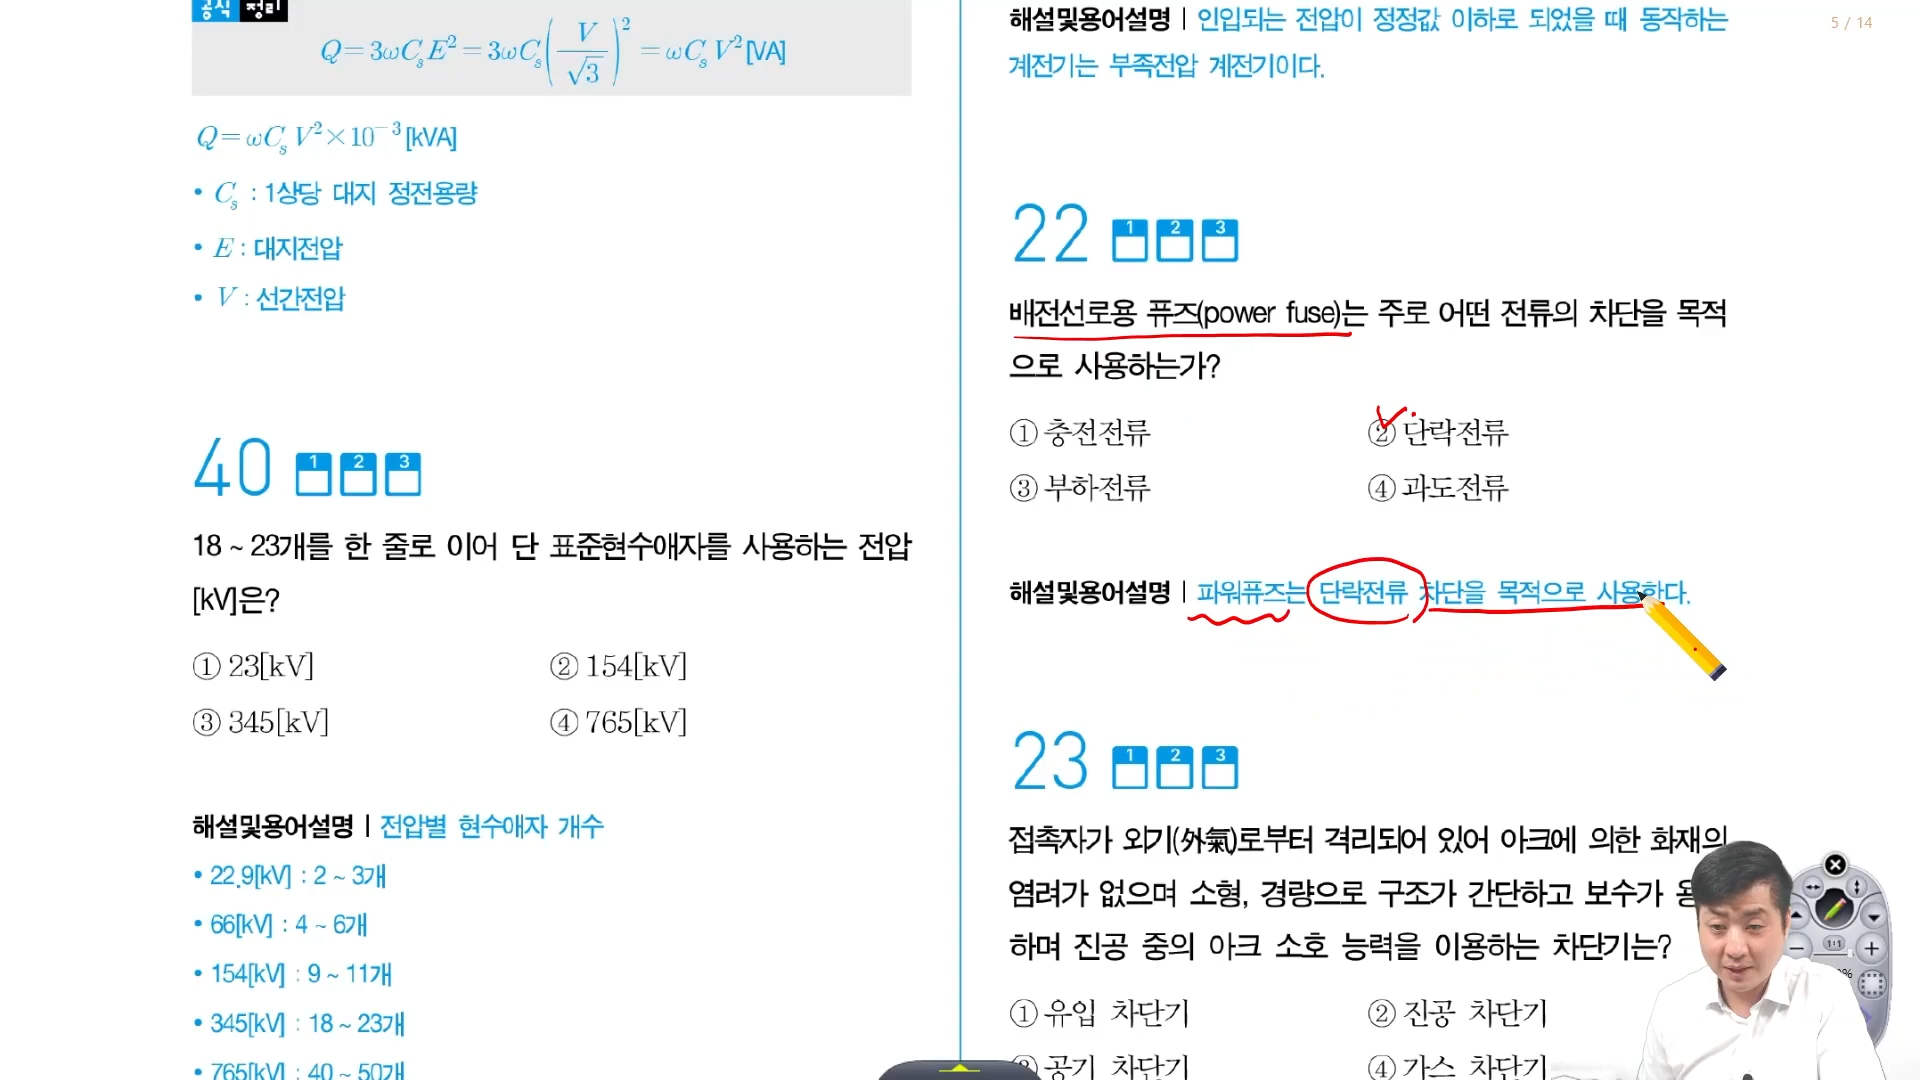 공식 정리
Q=3ωC_s E²=3ωC_s(V/√3)²=ωC_s V²[VA]
Q=ωC_s V²×10⁻³[kVA]
• C_s : 1상당 대지 정전용량
• E : 대지전압
• V : 선간전압
40 1 2 3
18 ~ 23개를 한 줄로 이어 단 표준현수애자를 사용하는 전압
[kV]은?
① 23[kV] ② 154[kV]
③ 345[kV] ④ 765[kV]
해설및용어설명 | 전압별 현수애자 개수
• 22.9[kV] : 2 ~ 3개
• 66[kV] : 4 ~ 6개
• 154[kV] : 9 ~ 11개
• 345[kV] : 18 ~ 23개
• 765[kV] : 40 ~ 50개
해설및용어설명 | 인입되는 전압이 정정값 이하로 되었을 때 동작하는
계전기는 부족전압 계전기이다.
5 / 14
22 1 2 3
배전선로용 퓨즈(power fuse)는 주로 어떤 전류의 차단을 목적
으로 사용하는가?
① 충전전류 ② 단락전류
③ 부하전류 ④ 과도전류
해설및용어설명 | 파워퓨즈는 단락전류 차단을 목적으로 사용한다.
23 1 2 3
접촉자가 외기(外氣)로부터 격리되어 있어 아크에 의한 화재의
염려가 없으며 소형, 경량으로 구조가 간단하고 보수가
하며 진공 중의 아크 소호 능력을 이용하는 차단기는?
① 유입 차단기 ② 진공 차단기
③ 공기 차단기 ④ 가스 차단기
1:1